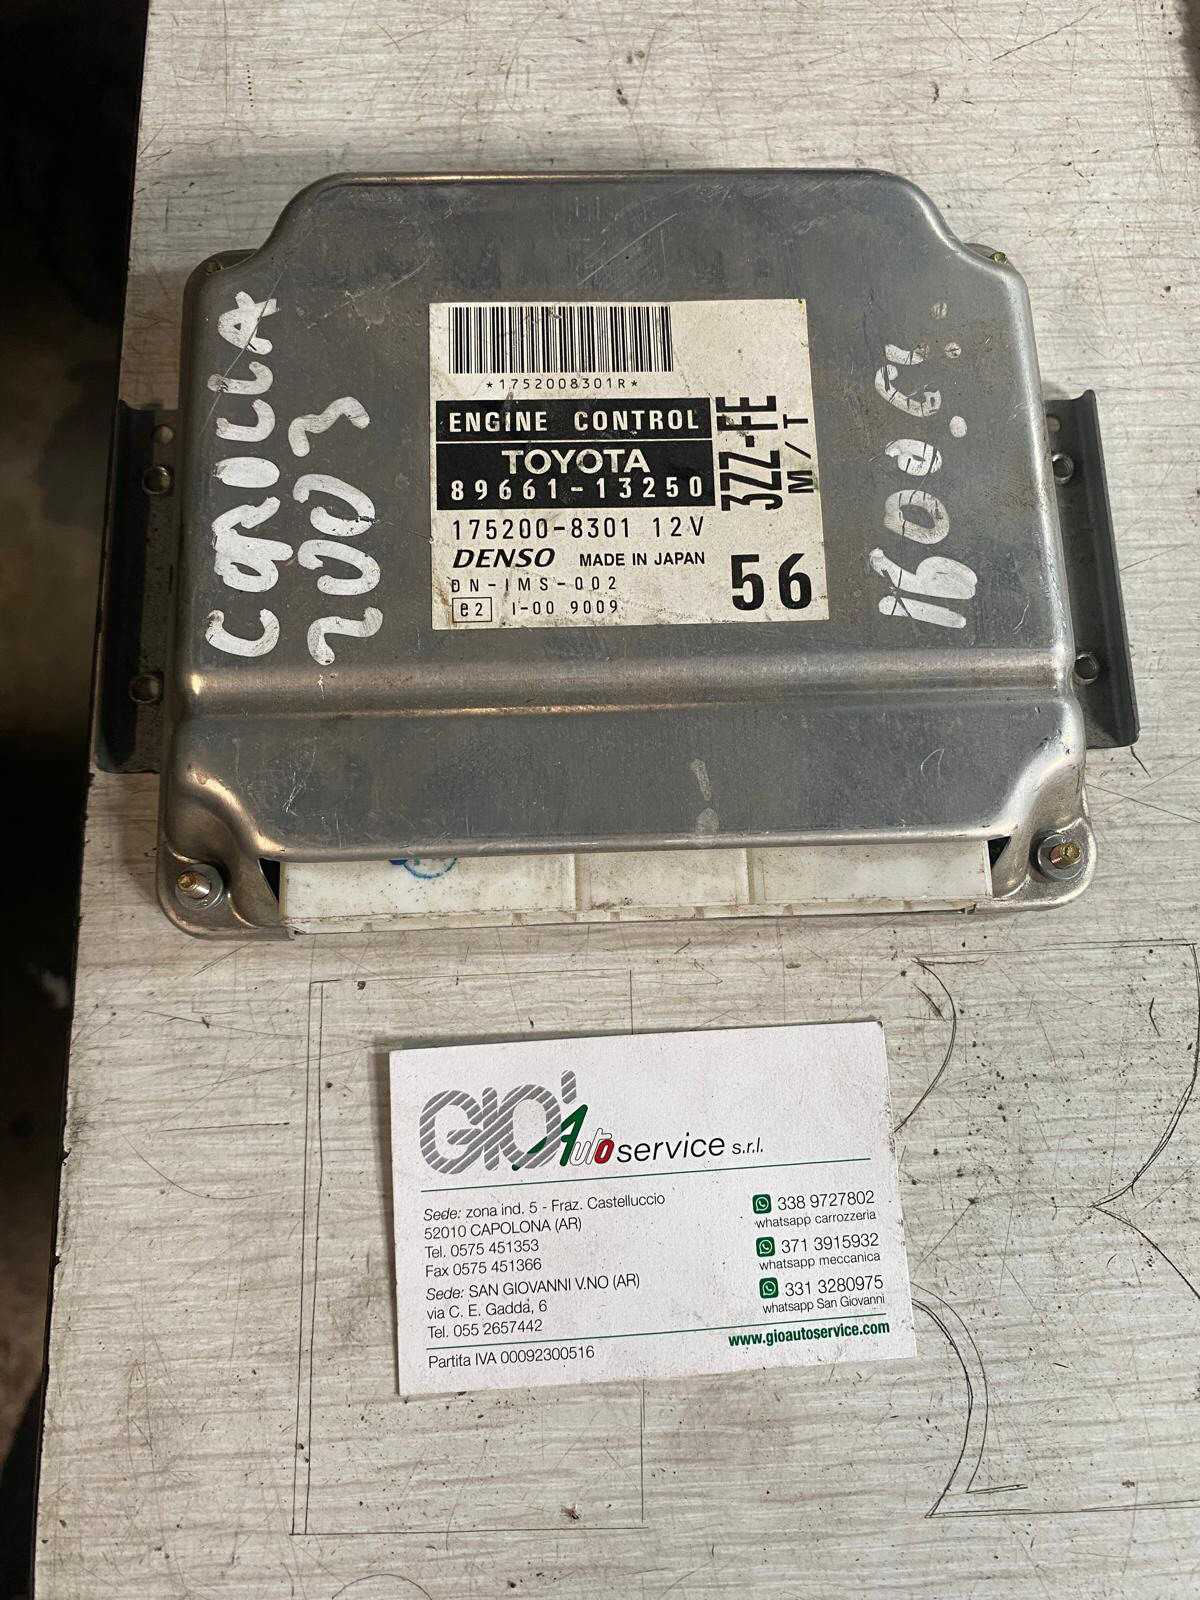 *1752008301R*
ENGINE CONTROL
TOYOTA
89661-13250
3ZZ-FE
M/T
175200-8301 12V
DENSO MADE IN JAPAN
DN-IMS-002
e2 I-00 9009
56
COROLLA
2003
1600.cc.
GIO' Auto service s.r.l.
Sede: zona ind. 5 - Fraz. Castelluccio
52010 CAPOLONA (AR)
Tel. 0575 451353
Fax 0575 451366
Sede: SAN GIOVANNI V.NO (AR)
via C. E. Gadda, 6
Tel. 055 2657442
Partita IVA 00092300516
338 9727802
whatsapp carrozzeria
371 3915932
whatsapp meccanica
331 3280975
whatsapp San Giovanni
www.gioautoservice.com